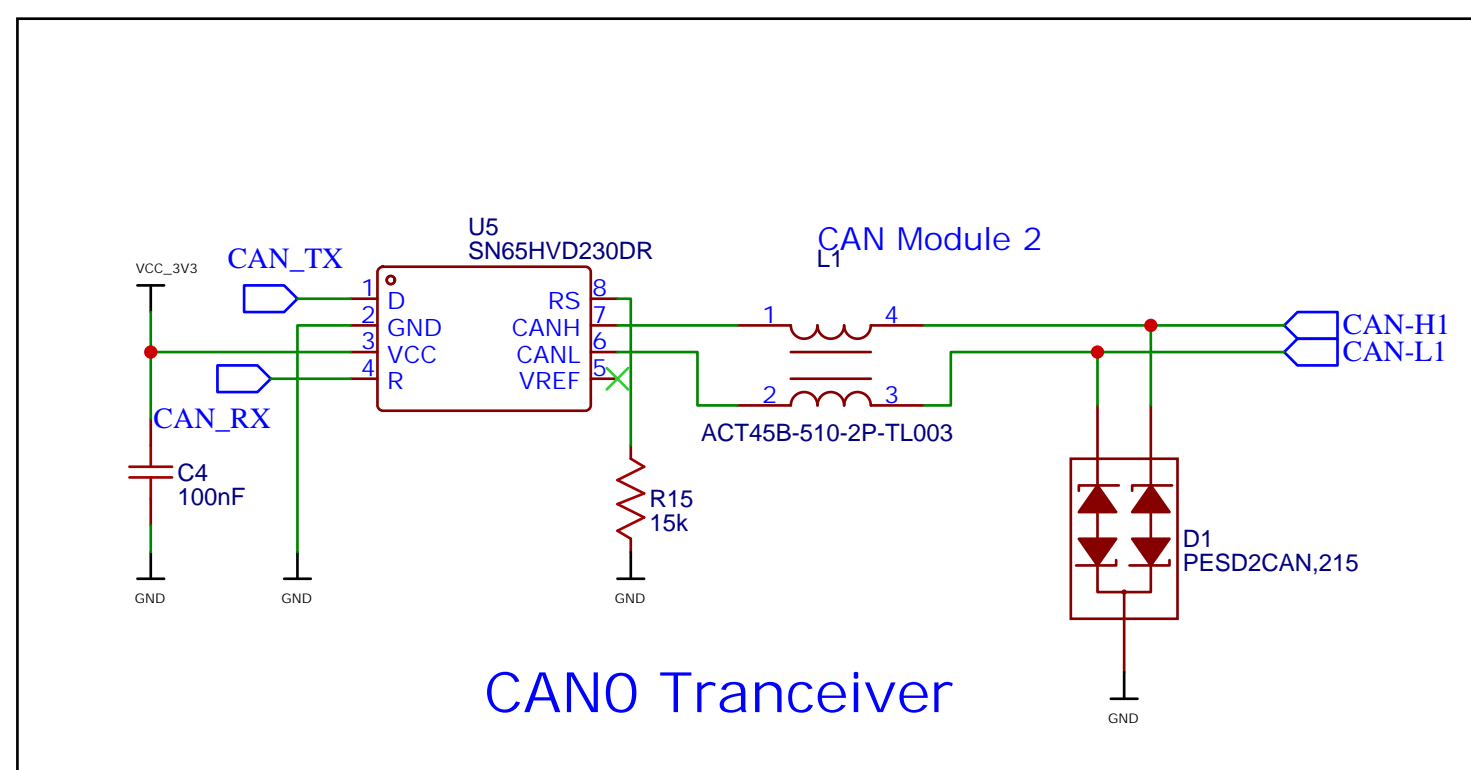 U5
SN65HVD230DR
CAN Module 2
L1
CAN_TX
VCC_3V3
1
D
2
GND
3
VCC
4
R
RS
8
CANH
7
CANL
6
VREF
5
1
4
2
3
ACT45B-510-2P-TL003
CAN-H1
CAN-L1
CAN_RX
C4
100nF
R15
15k
D1
PESD2CAN,215
GND
GND
GND
GND
CAN0 Tranceiver